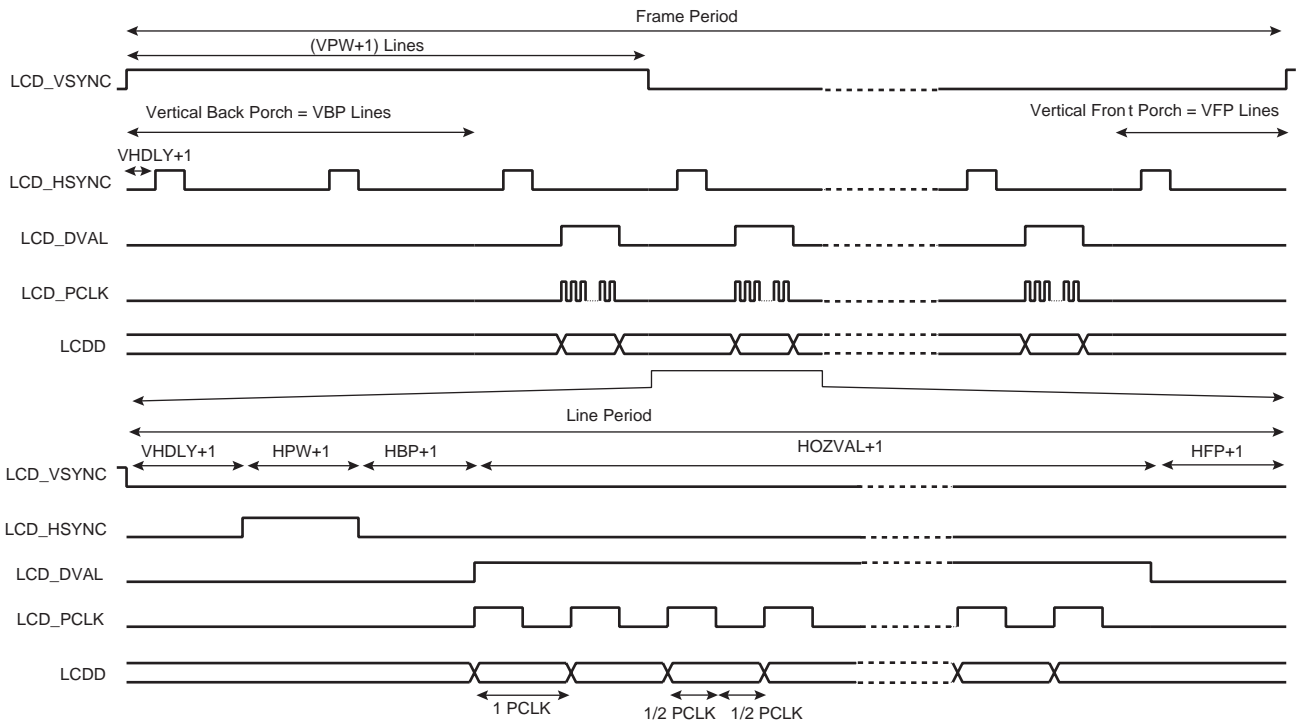 Frame Period
(VPW+1) Lines
LCD_VSYNC
Vertical Back Porch = VBP Lines
Vertical Front Porch = VFP Lines
VHDLY+1
LCD_HSYNC
LCD_DVAL
LCD_PCLK
LCDD
Line Period
VHDLY+1
HPW+1
HBP+1
HOZVAL+1
HFP+1
LCD_VSYNC
LCD_HSYNC
LCD_DVAL
LCD_PCLK
LCDD
1 PCLK
1/2 PCLK
1/2 PCLK